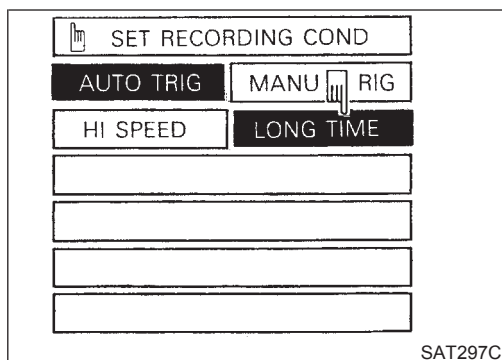 SET RECORDING COND
AUTO TRIG MANU RIG
HI SPEED LONG TIME
SAT297C